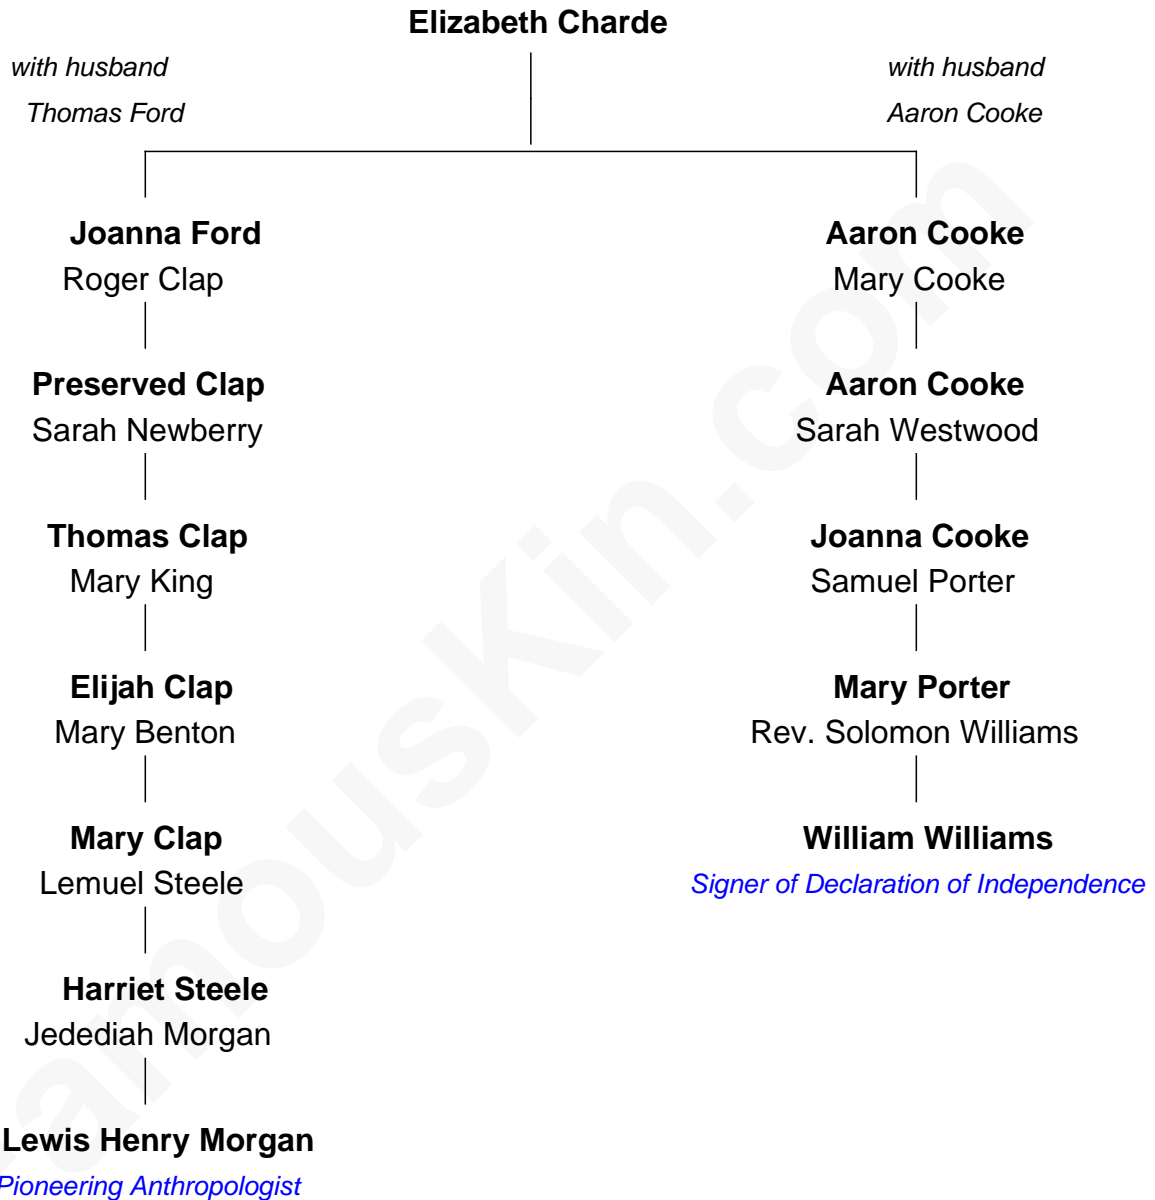 Elizabeth Charde
with husband
Thomas Ford
with husband
Aaron Cooke
Joanna Ford
Roger Clap
Preserved Clap
Sarah Newberry
Thomas Clap
Mary King
Elijah Clap
Mary Benton
Mary Clap
Lemuel Steele
Harriet Steele
Jedediah Morgan
Lewis Henry Morgan
Pioneering Anthropologist
Aaron Cooke
Mary Cooke
Aaron Cooke
Sarah Westwood
Joanna Cooke
Samuel Porter
Mary Porter
Rev. Solomon Williams
William Williams
Signer of Declaration of Independence
FamousKin.com